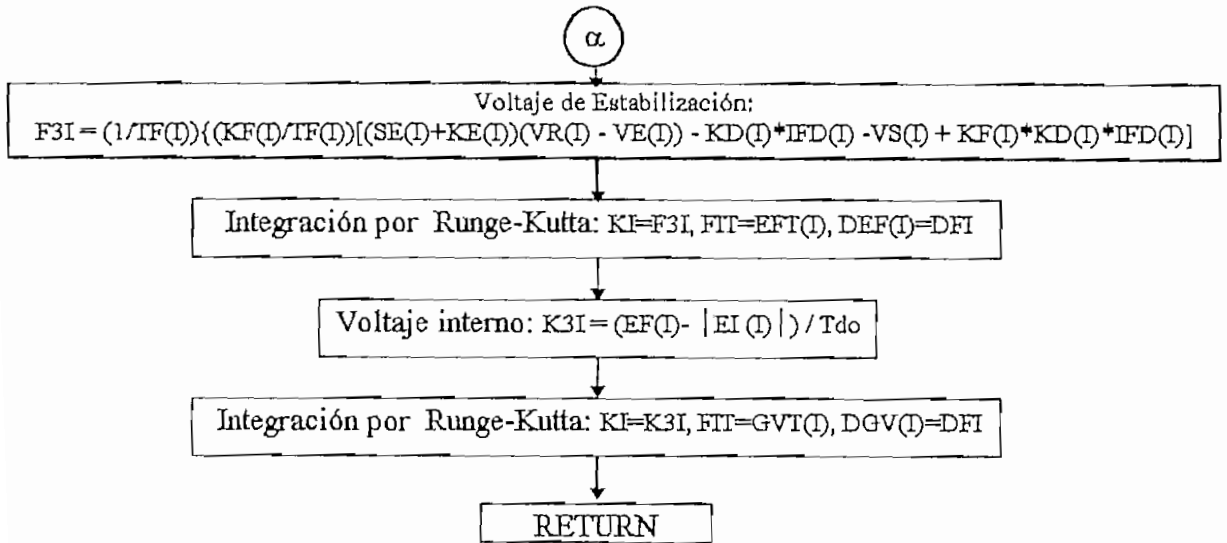 α
Voltaje de Estabilización:
F3I = (1/TF(I)){(KF(I)/TF(I))[(SE(I)+KE(I))(VR(I) - VE(I)) - KD(I)*IFD(I) -VS(I) + KF(I)*KD(I)*IFD(I)]
Integración por Runge-Kutta: KI=F3I, FIT=EFT(I), DEF(I)=DFI
Voltaje interno: K3I = (EF(I)- |EI (I)|) / Tdo
Integración por Runge-Kutta: KI=K3I, FIT=GVT(I), DGV(I)=DFI
RETURN